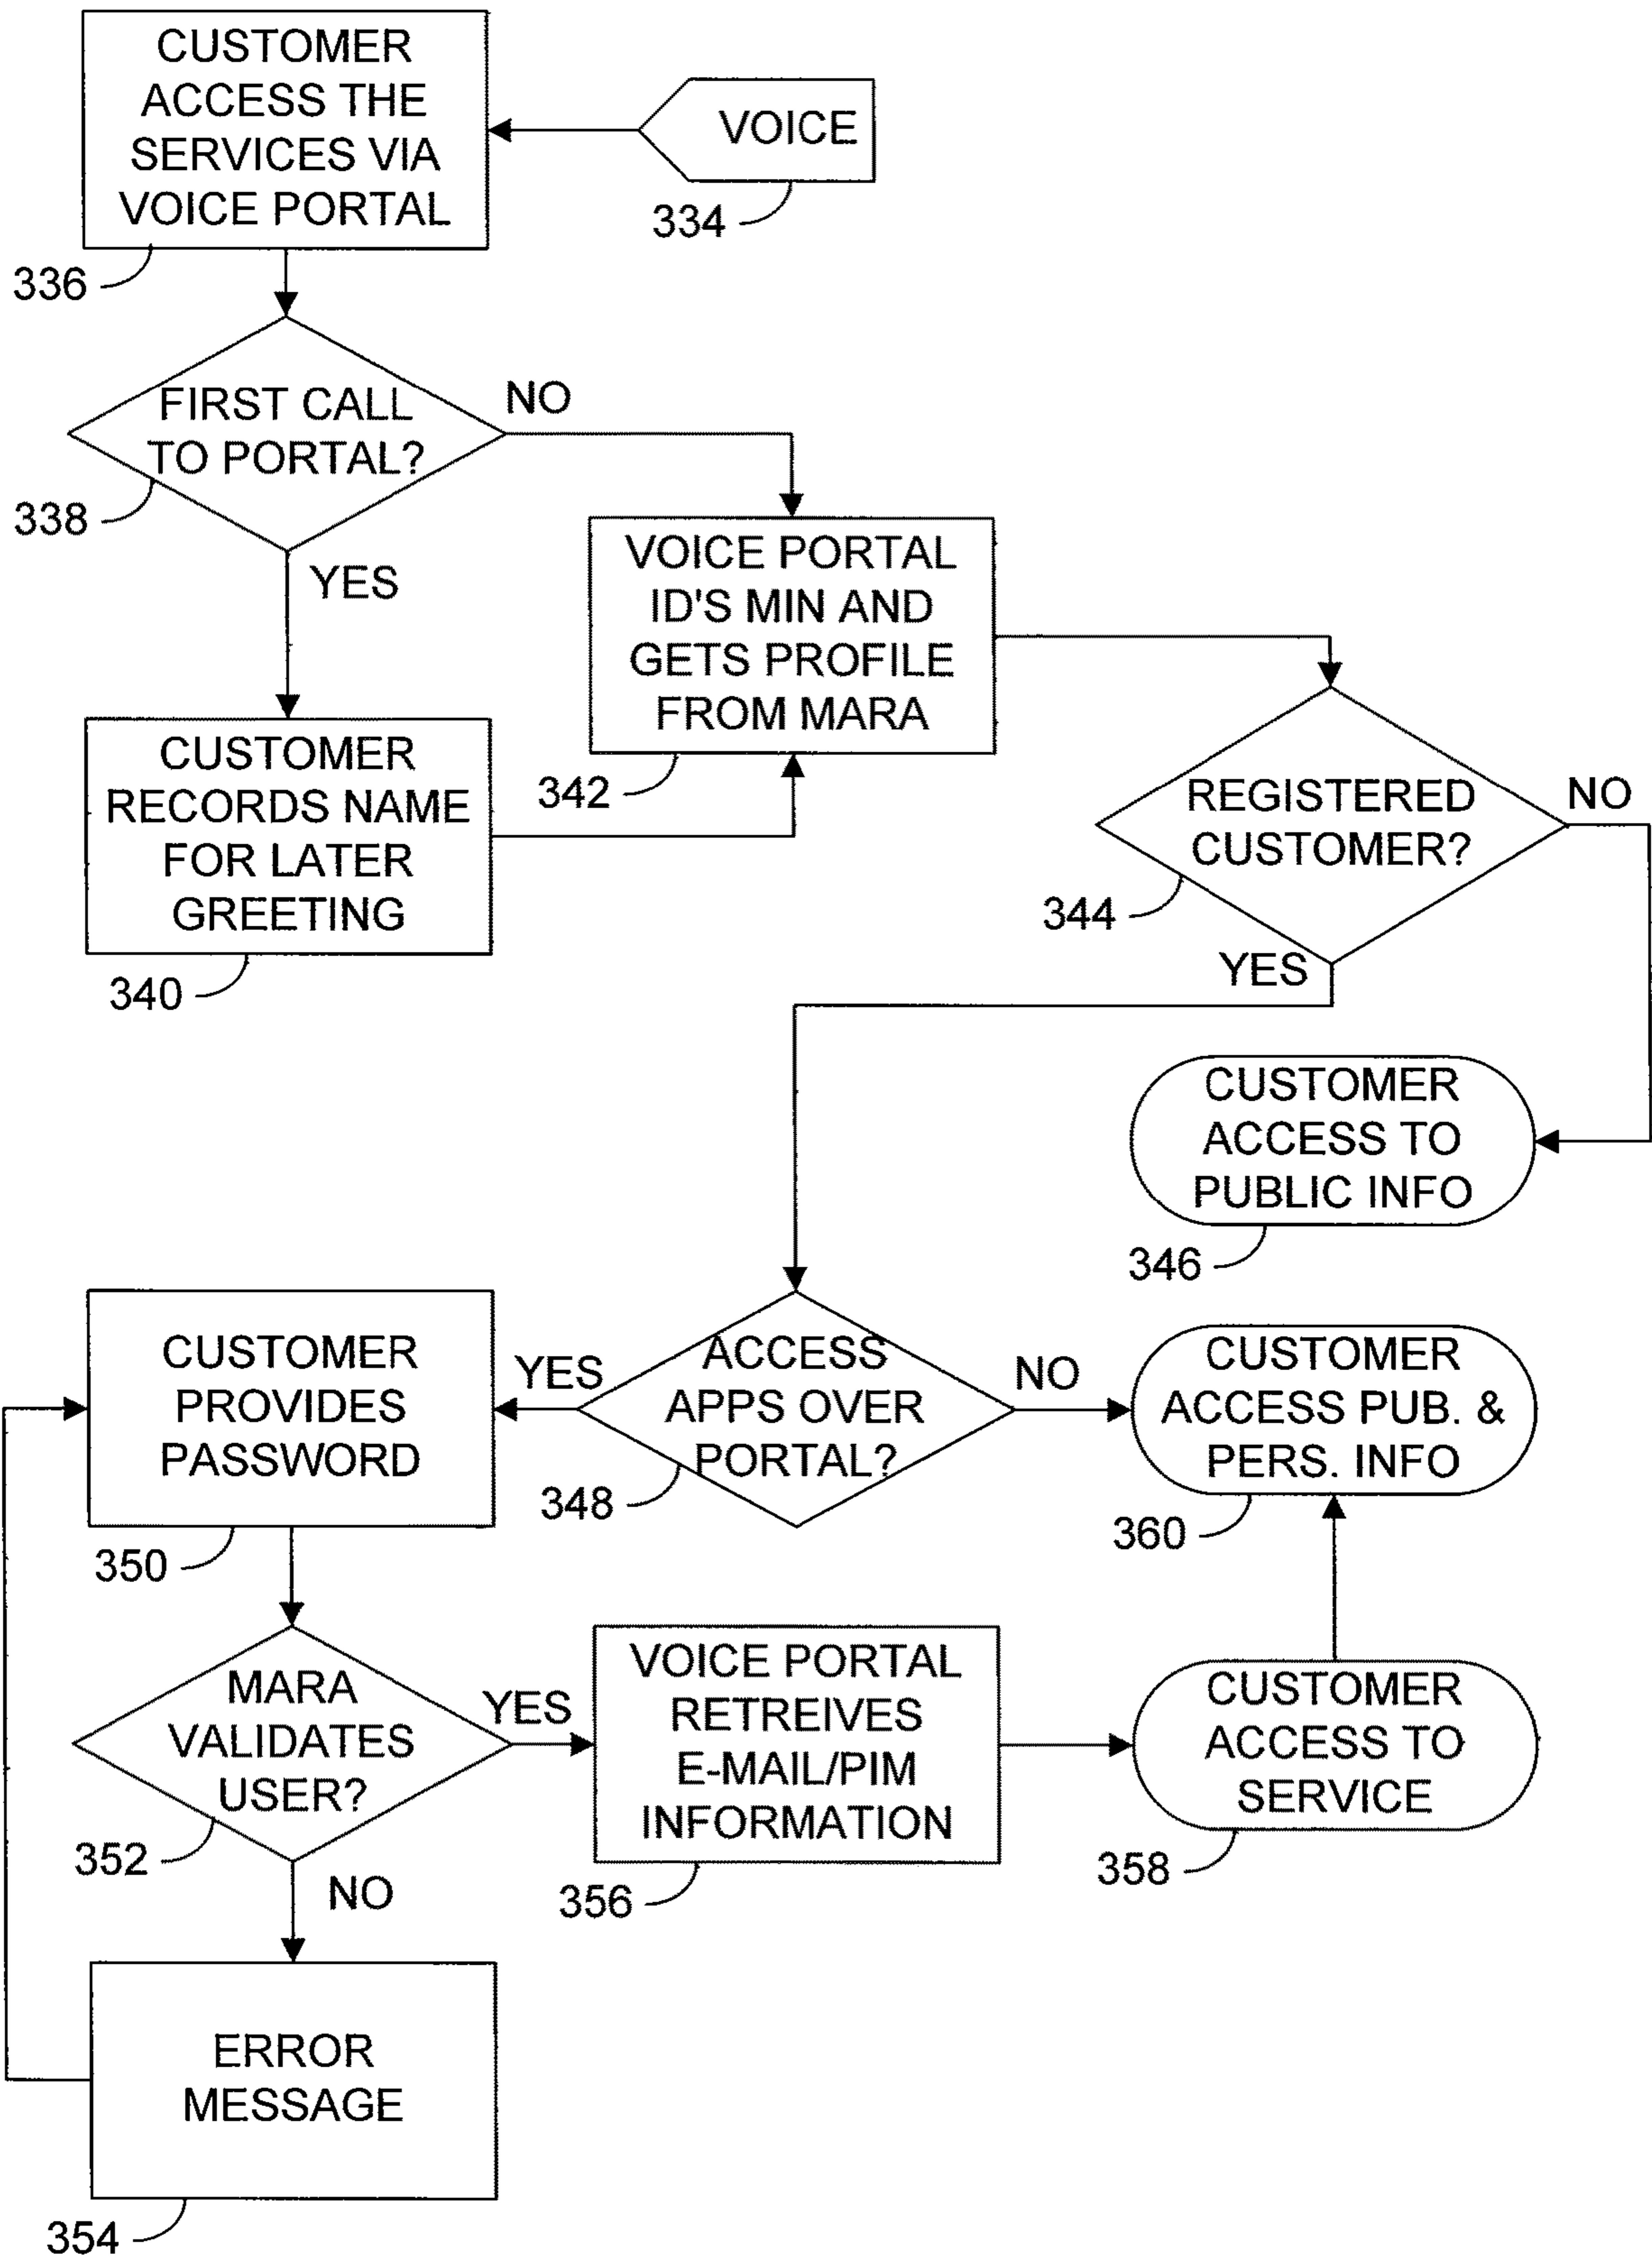 CUSTOMER
ACCESS THE
SERVICES VIA
VOICE PORTAL
VOICE
334
336
FIRST CALL
TO PORTAL?
NO
338
YES
VOICE PORTAL
ID'S MIN AND
GETS PROFILE
FROM MARA
342
CUSTOMER
RECORDS NAME
FOR LATER
GREETING
340
REGISTERED
CUSTOMER?
NO
344
YES
CUSTOMER
ACCESS TO
PUBLIC INFO
346
CUSTOMER
PROVIDES
PASSWORD
350
YES
ACCESS
APPS OVER
PORTAL?
348
NO
CUSTOMER
ACCESS PUB. &
PERS. INFO
360
MARA
VALIDATES
USER?
352
YES
NO
VOICE PORTAL
RETREIVES
E-MAIL/PIM
INFORMATION
356
CUSTOMER
ACCESS TO
SERVICE
358
ERROR
MESSAGE
354